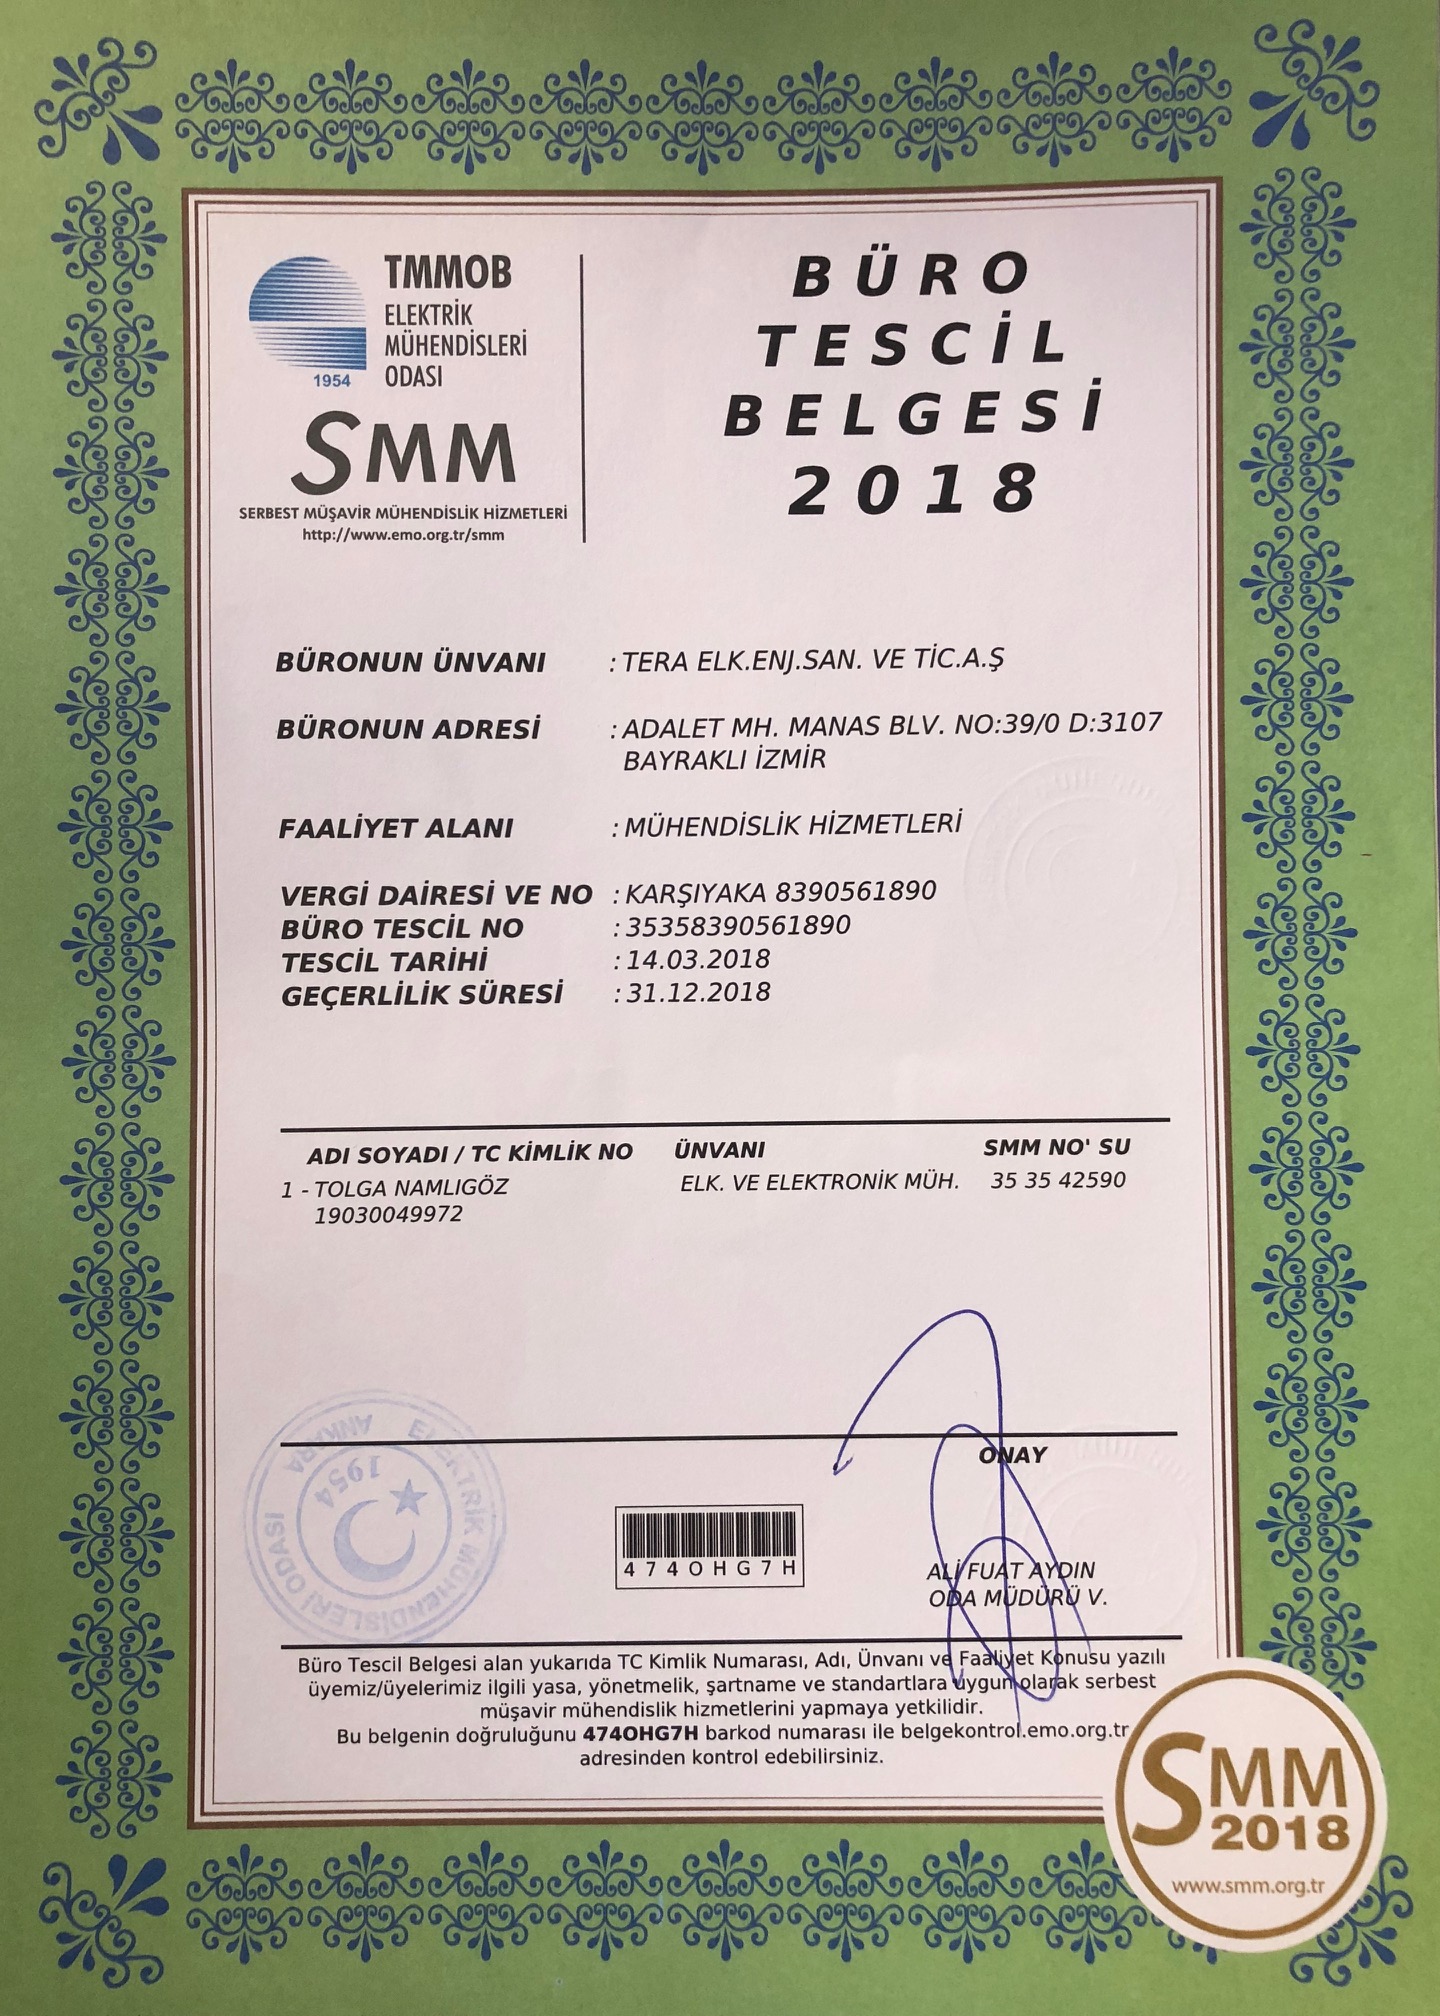 TMMOB
ELEKTRİK
MÜHENDİSLERİ
ODASI
1954
SMM
SERBEST MÜŞAVİR MÜHENDİSLİK HİZMETLERİ
http://www.emo.org.tr/smm
BÜRO
TESCİL
BELGESİ
2018
BÜRONUN ÜNVANI : TERA ELK.ENJ.SAN. VE TİC.A.Ş
BÜRONUN ADRESİ : ADALET MH. MANAS BLV. NO:39/0 D:3107
BAYRAKLI İZMİR
FAALİYET ALANI : MÜHENDİSLİK HİZMETLERİ
VERGİ DAİRESİ VE NO : KARŞIYAKA 8390561890
BÜRO TESCİL NO : 35358390561890
TESCİL TARİHİ : 14.03.2018
GEÇERLİLİK SÜRESİ : 31.12.2018
ADI SOYADI / TC KİMLİK NO ÜNVANI SMM NO' SU
1 - TOLGA NAMLIGÖZ ELK. VE ELEKTRONİK MÜH. 35 35 42590
19030049972
ELEKTRİK MÜHENDİSLERİ ODASI
ANKARA
1954
ONAY
474OHG7H
ALİ FUAT AYDIN
ODA MÜDÜRÜ V.
Büro Tescil Belgesi alan yukarıda TC Kimlik Numarası, Adı, Ünvanı ve Faaliyet Konusu yazılı
üyemiz/üyelerimiz ilgili yasa, yönetmelik, şartname ve standartlara uygun olarak serbest
müşavir mühendislik hizmetlerini yapmaya yetkilidir.
Bu belgenin doğruluğunu 474OHG7H barkod numarası ile belgekontrol.emo.org.tr
adresinden kontrol edebilirsiniz.
SMM
2018
www.smm.org.tr